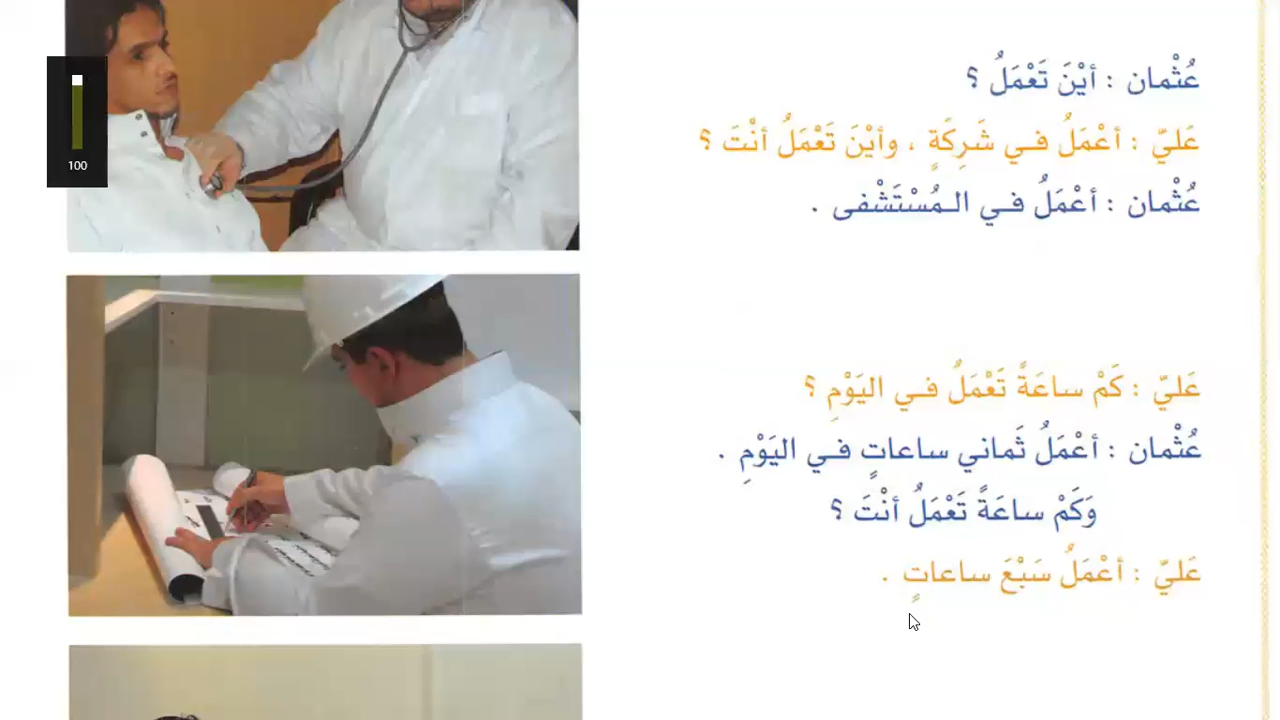 عُثْمان : أيْنَ تَعْمَلُ ؟
عَليّ : أعْمَلُ فـي شَرِكَةٍ ، وأيْنَ تَعْمَلُ أنْتَ ؟
عُثْمان : أعْمَلُ فـي الـمُسْتَشْفى .
عَليّ : كَمْ ساعَةً تَعْمَلُ فـي اليَوْمِ ؟
عُثْمان : أعْمَلُ ثَماني ساعاتٍ فـي اليَوْمِ .
وَكَمْ ساعَةً تَعْمَلُ أنْتَ ؟
عَليّ : أعْمَلُ سَبْعَ ساعاتٍ .
100